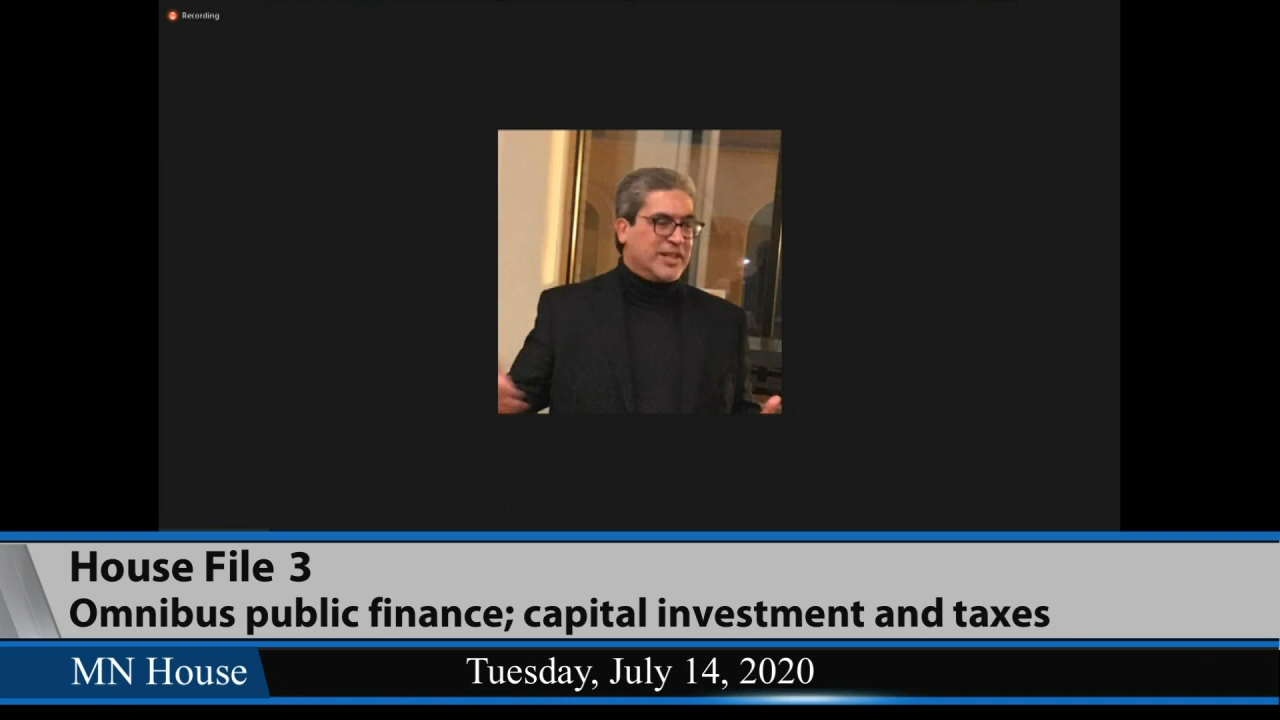 Recording
House File 3
Omnibus public finance; capital investment and taxes
MN House
Tuesday, July 14, 2020